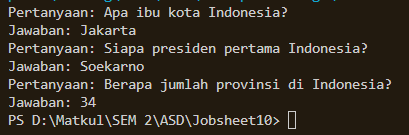 Pertanyaan: Apa ibu kota Indonesia?
Jawaban: Jakarta
Pertanyaan: Siapa presiden pertama Indonesia?
Jawaban: Soekarno
Pertanyaan: Berapa jumlah provinsi di Indonesia?
Jawaban: 34
PS D:\Matkul\SEM 2\ASD\Jobsheet10>